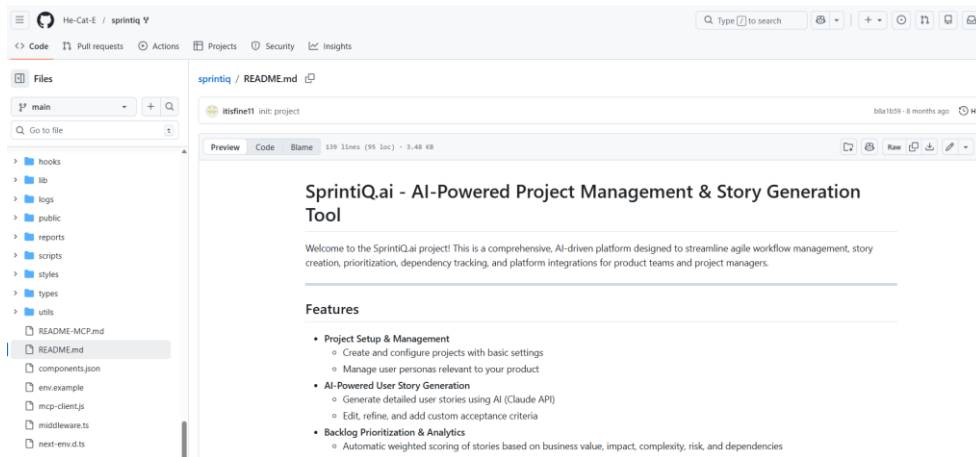 He-Cat-E / sprintiq
Type / to search
Code Pull requests Actions Projects Security Insights
Files
main
Go to file
t
hooks
lib
logs
public
reports
scripts
styles
types
utils
README-MCP.md
README.md
components.json
env.example
mcp-client.js
middleware.ts
next-env.d.ts
sprintiq / README.md
itisfine11 init: project
b8a1b59 · 8 months ago
Preview Code Blame 139 lines (95 loc) · 3.48 KB
Raw
SprintiQ.ai - AI-Powered Project Management & Story Generation
Tool
Welcome to the SprintiQ.ai project! This is a comprehensive, AI-driven platform designed to streamline agile workflow management, story
creation, prioritization, dependency tracking, and platform integrations for product teams and project managers.
Features
• Project Setup & Management
Create and configure projects with basic settings
Manage user personas relevant to your product
• AI-Powered User Story Generation
Generate detailed user stories using AI (Claude API)
Edit, refine, and add custom acceptance criteria
• Backlog Prioritization & Analytics
Automatic weighted scoring of stories based on business value, impact, complexity, risk, and dependencies